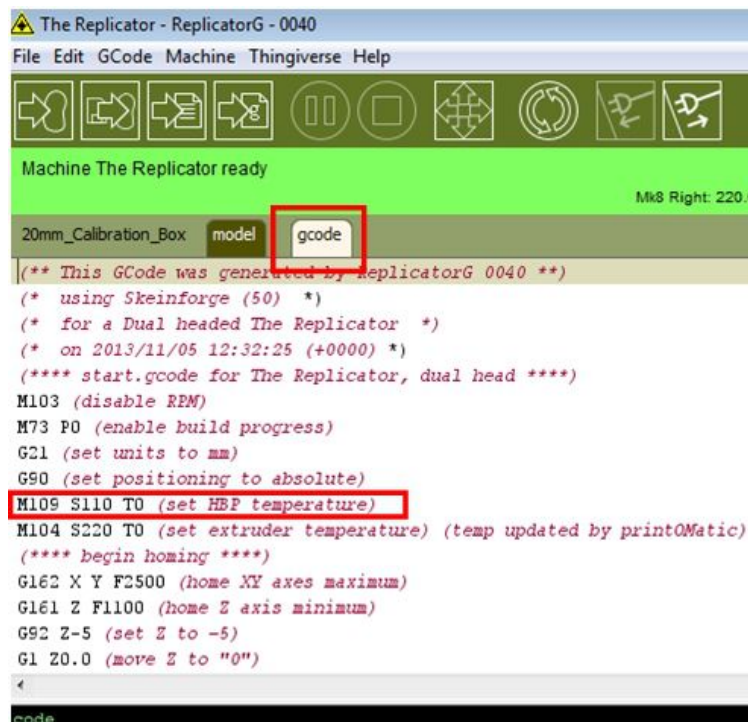 The Replicator - ReplicatorG - 0040
File Edit GCode Machine Thingiverse Help
Machine The Replicator ready
Mk8 Right: 220.
20mm_Calibration_Box model gcode
(** This GCode was generated by ReplicatorG 0040 **)
(* using Skeinforge (50) *)
(* for a Dual headed The Replicator *)
(* on 2013/11/05 12:32:25 (+0000) *)
(**** start.gcode for The Replicator, dual head ****)
M103 (disable RPM)
M73 P0 (enable build progress)
G21 (set units to mm)
G90 (set positioning to absolute)
M109 S110 T0 (set HBP temperature)
M104 S220 T0 (set extruder temperature) (temp updated by printOMatic)
(**** begin homing ****)
G162 X Y F2500 (home XY axes maximum)
G161 Z F1100 (home Z axis minimum)
G92 Z-5 (set Z to -5)
G1 Z0.0 (move Z to "0")
code